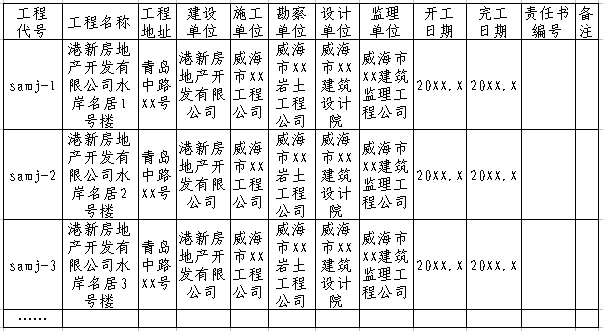 工程
代号
工程名称
工程
地址
建设
单位
施工
单位
勘察
单位
设计
单位
监理
单位
开工
日期
完工
日期
责任书
编号
备
注
samj-1
港新房地
产开发有
限公司水
岸名居1
号楼
青岛
中路
xx号
港新房
地产开
发有限
公司
威海
市xx
工程
公司
威海
市xx
岩土
工程
公司
威海
市xx
建筑
设计
院
威海市
xx建筑
监理工
程公司
20xx.x
20xx.x
samj-2
港新房地
产开发有
限公司水
岸名居2
号楼
青岛
中路
xx号
港新房
地产开
发有限
公司
威海
市xx
工程
公司
威海
市xx
岩土
工程
公司
威海
市xx
建筑
设计
院
威海市
xx建筑
监理工
程公司
20xx.x
20xx.x
samj-3
港新房地
产开发有
限公司水
岸名居3
号楼
青岛
中路
xx号
港新房
地产开
发有限
公司
威海
市xx
工程
公司
威海
市xx
岩土
工程
公司
威海
市xx
建筑
设计
院
威海市
xx建筑
监理工
程公司
20xx.x
20xx.x
……